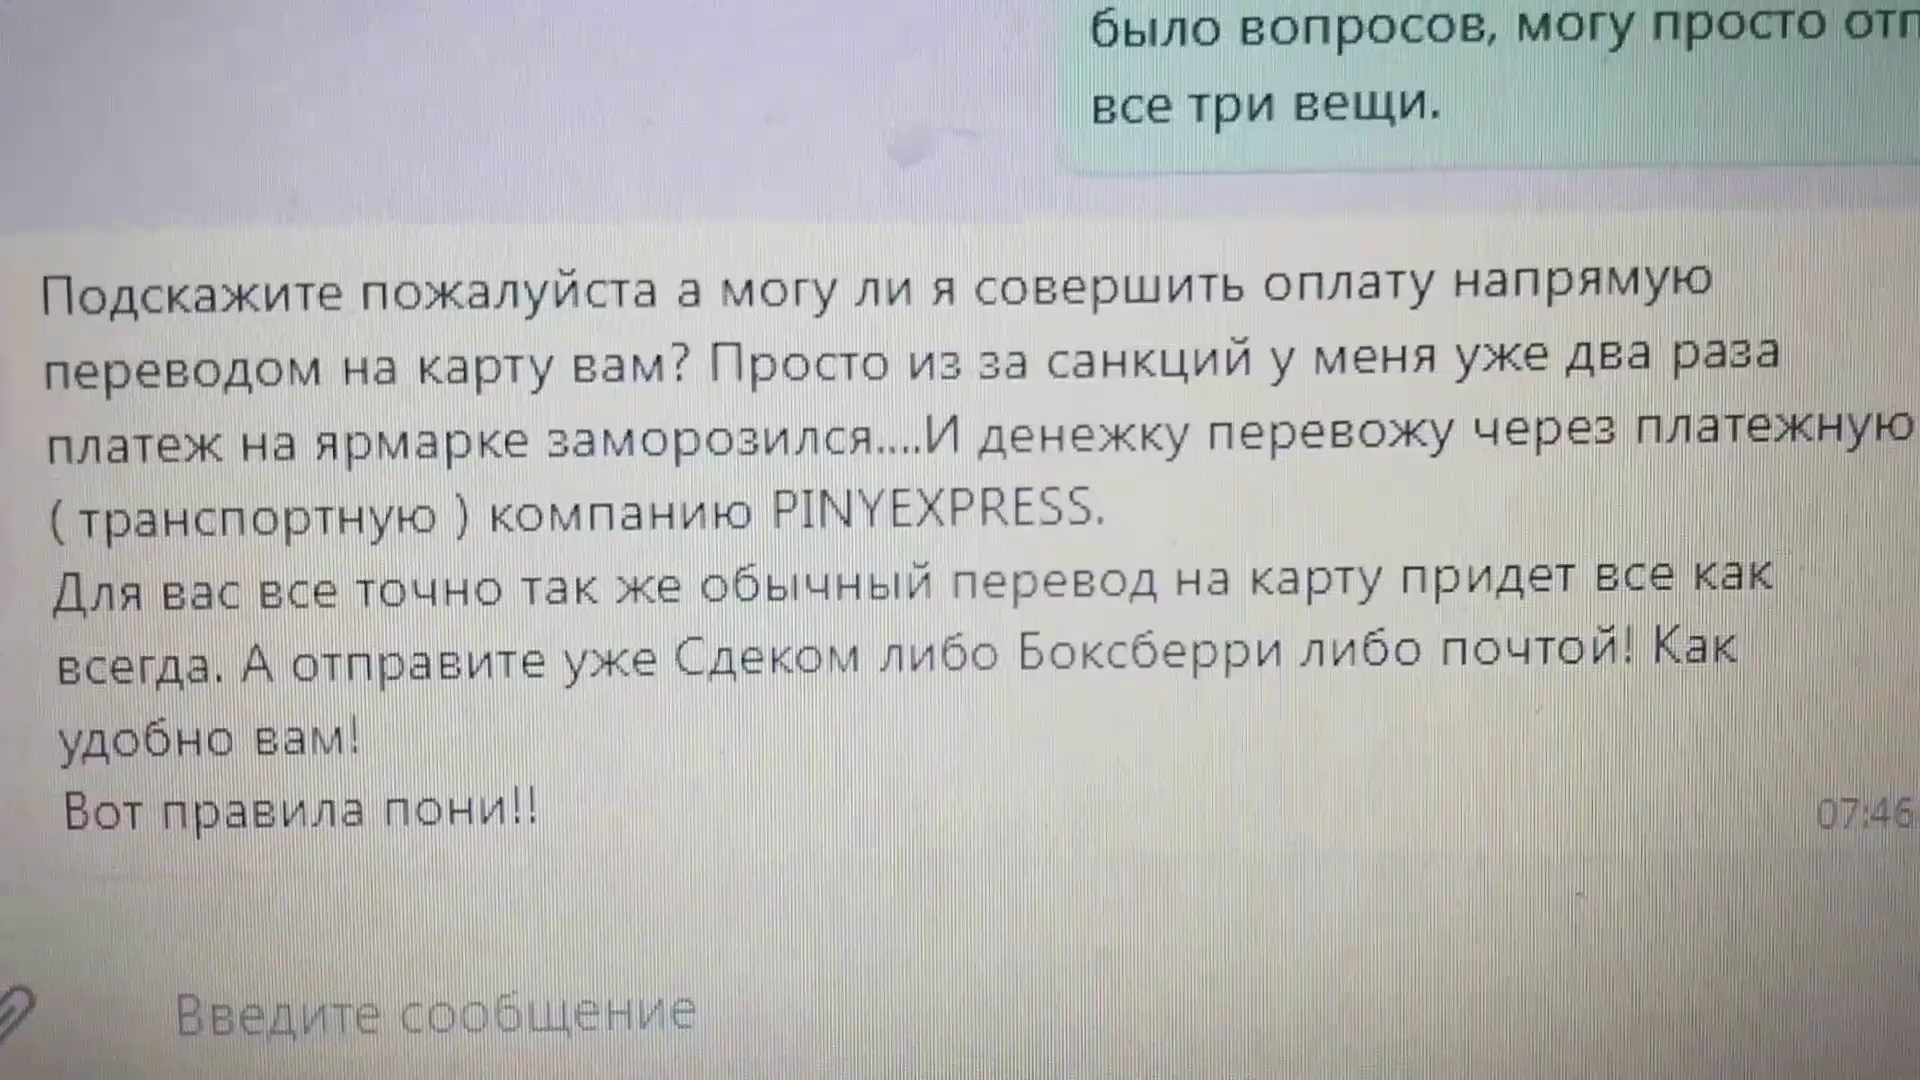 было вопросов, могу просто
все три вещи.
Подскажите пожалуйста а могу ли я совершить оплату напрямую
переводом на карту вам? Просто из за санкций у меня уже два раза
платеж на ярмарке заморозился....И денежку перевожу через платежную
( транспортную ) компанию PINYEXPRESS.
Для вас все точно так же обычный перевод на карту придет все как
всегда. А отправите уже Сдеком либо Боксберри либо почтой! Как
удобно вам!
Вот правила пони!!
07:46
Введите сообщение